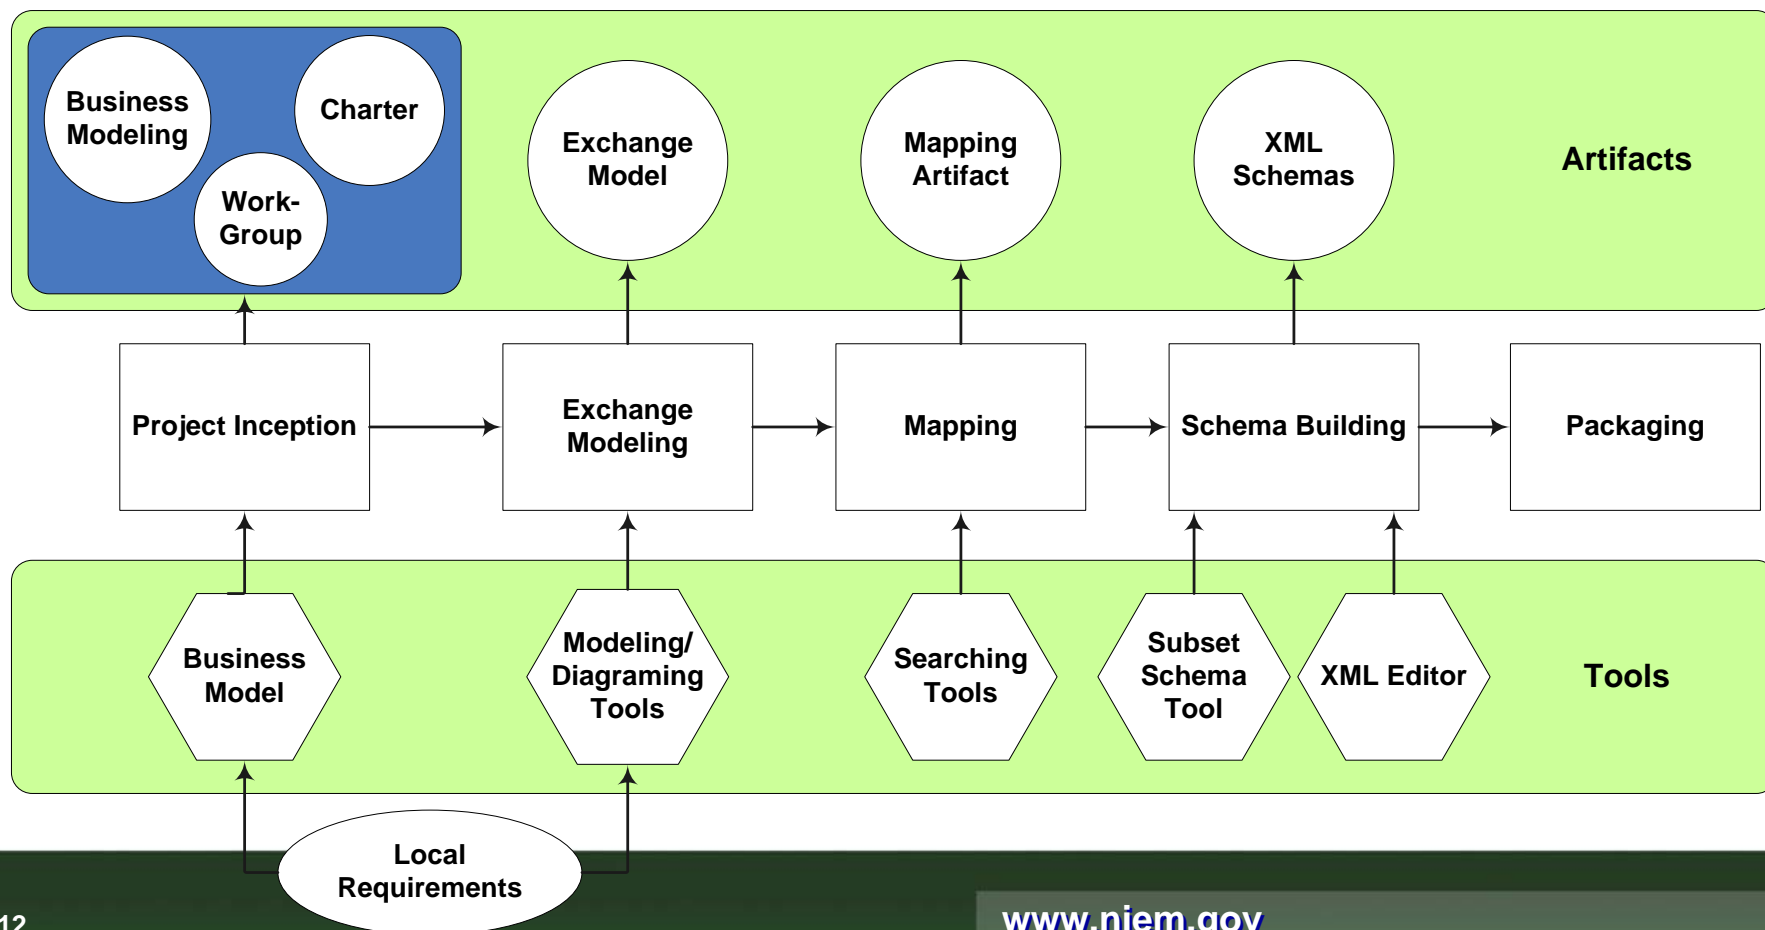 Business
Modeling
Charter
Work-
Group
Exchange
Model
Mapping
Artifact
XML
Schemas
Artifacts
Project Inception
Exchange
Modeling
Mapping
Schema Building
Packaging
Business
Model
Modeling/
Diagraming
Tools
Searching
Tools
Subset
Schema
Tool
XML Editor
Tools
Local
Requirements
12
www.niem.gov